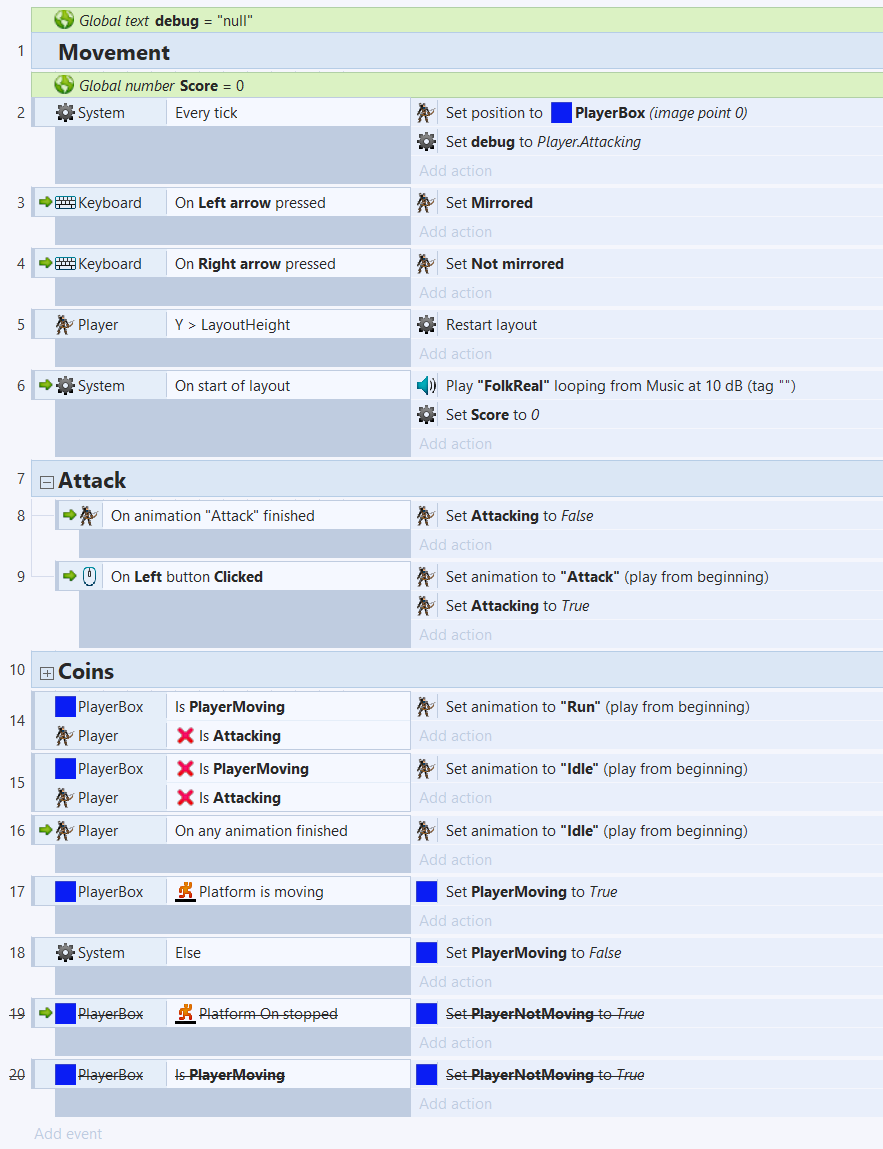 Global text debug = "null"
1 Movement
Global number Score = 0
2 System Every tick Set position to PlayerBox (image point 0)
Set debug to Player.Attacking
Add action
3 Keyboard On Left arrow pressed Set Mirrored
Add action
4 Keyboard On Right arrow pressed Set Not mirrored
Add action
5 Player Y > LayoutHeight Restart layout
Add action
6 System On start of layout Play "FolkReal" looping from Music at 10 dB (tag "")
Set Score to 0
Add action
7 Attack
8 On animation "Attack" finished Set Attacking to False
Add action
9 On Left button Clicked Set animation to "Attack" (play from beginning)
Set Attacking to True
Add action
10 Coins
14 PlayerBox Is PlayerMoving Set animation to "Run" (play from beginning)
Player Is Attacking Add action
15 PlayerBox Is PlayerMoving Set animation to "Idle" (play from beginning)
Player Is Attacking Add action
16 Player On any animation finished Set animation to "Idle" (play from beginning)
Add action
17 PlayerBox Platform is moving Set PlayerMoving to True
Add action
18 System Else Set PlayerMoving to False
Add action
19 PlayerBox Platform On stopped Set PlayerNotMoving to True
Add action
20 PlayerBox Is PlayerMoving Set PlayerNotMoving to True
Add action
Add event